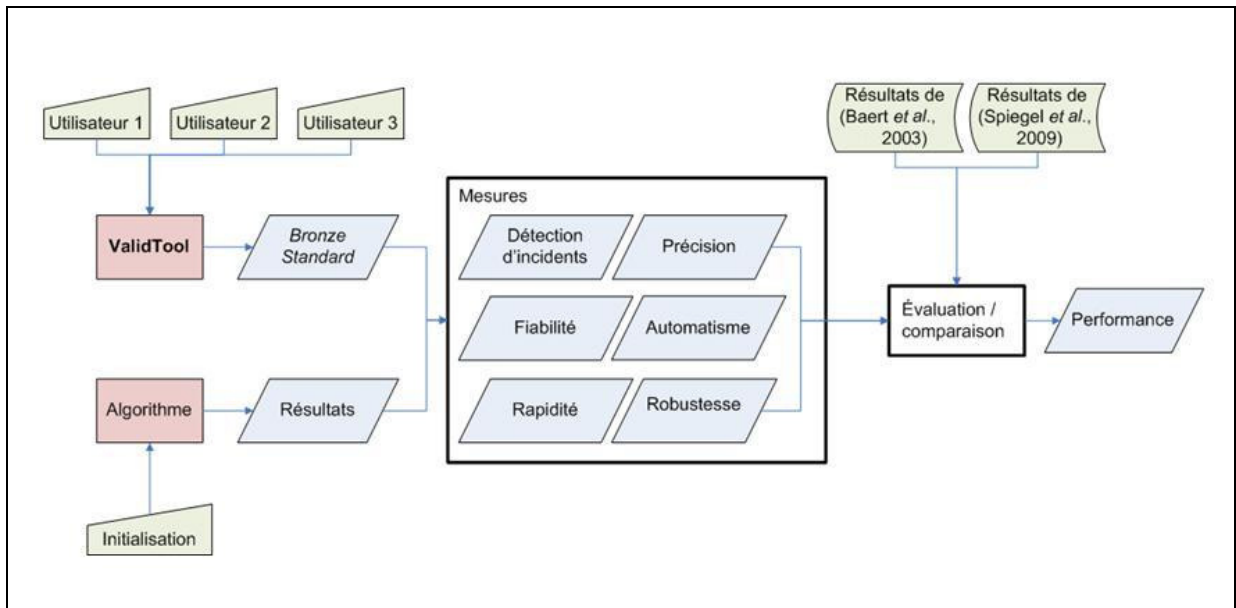 Utilisateur 1
Utilisateur 2
Utilisateur 3
Résultats de
(Baert et al.,
2003)
Résultats de
(Spiegel et al.,
2009)
Mesures
ValidTool
Bronze
Standard
Détection
d'incidents
Précision
Fiabilité
Automatisme
Évaluation /
comparaison
Performance
Algorithme
Résultats
Rapidité
Robustesse
Initialisation